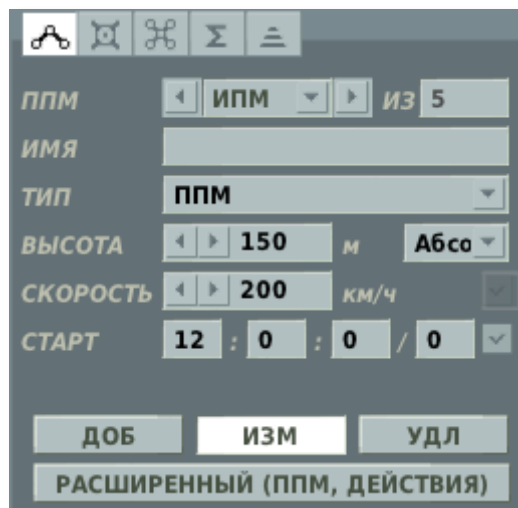 Σ
ППМ ИПМ ИЗ 5
ИМЯ
ТИП ППМ
ВЫСОТА 150 м Абсо
СКОРОСТЬ 200 км/ч
СТАРТ 12 : 0 : 0 / 0
ДОБ ИЗМ УДЛ
РАСШИРЕННЫЙ (ППМ, ДЕЙСТВИЯ)